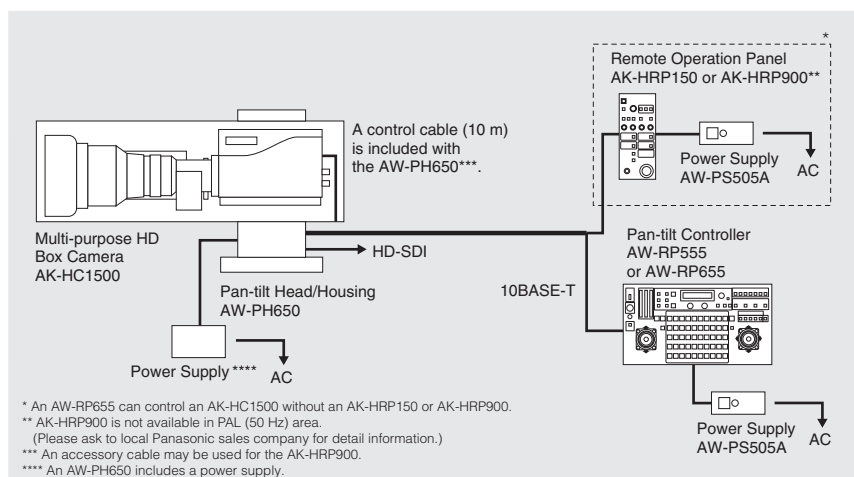 *
Remote Operation Panel
AK-HRP150 or AK-HRP900**
A control cable (10 m)
is included with
the AW-PH650***.
Power Supply
AW-PS505A
AC
Multi-purpose HD
Box Camera
AK-HC1500
HD-SDI
Pan-tilt Controller
AW-RP555
or AW-RP655
Pan-tilt Head/Housing
AW-PH650
10BASE-T
Power Supply ****
AC
Power Supply
AW-PS505A
AC
* An AW-RP655 can control an AK-HC1500 without an AK-HRP150 or AK-HRP900.
** AK-HRP900 is not available in PAL (50 Hz) area.
(Please ask to local Panasonic sales company for detail information.)
*** An accessory cable may be used for the AK-HRP900.
**** An AW-PH650 includes a power supply.